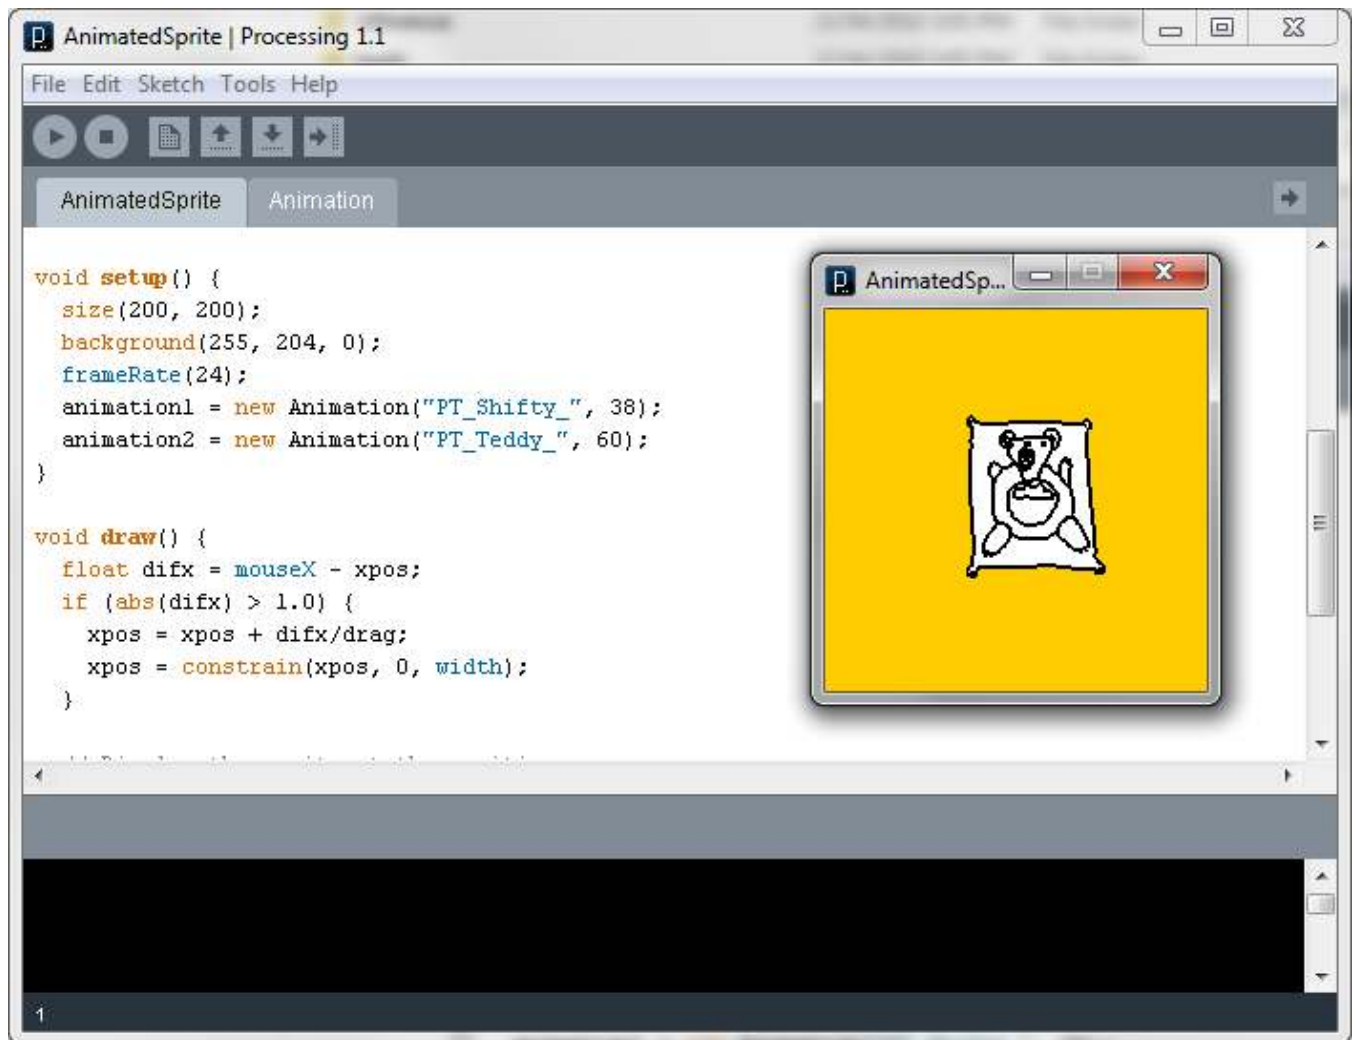 AnimatedSprite | Processing 1.1
File Edit Sketch Tools Help
AnimatedSprite Animation
void setup() {
  size(200, 200);
  background(255, 204, 0);
  frameRate(24);
  animation1 = new Animation("PT_Shifty_", 38);
  animation2 = new Animation("PT_Teddy_", 60);
}
void draw() {
  float difx = mouseX - xpos;
  if (abs(difx) > 1.0) {
    xpos = xpos + difx/drag;
    xpos = constrain(xpos, 0, width);
  }
AnimatedSp...
1